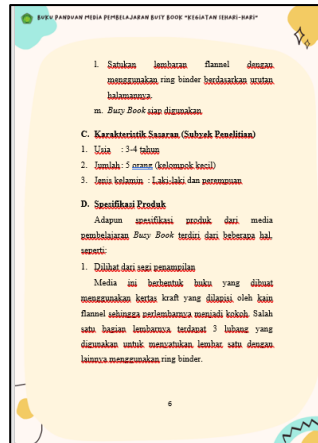 BUKU PANDUAN MEDIA PEMBELAJARAN BUSY BOOK "KEGIATAN SEHARI-HARI"
l. Satukan lembaran flannel dengan
menggunakan ring binder berdasarkan urutan
halamannya.
m. Busy Book siap digunakan
C. Karakteristik Sasaran (Subyek Penelitian)
1. Usia : 3-4 tahun
2. Jumlah : 5 orang (kelompok kecil)
3. Jenis kelamin : Laki-laki dan perempuan
D. Spesifikasi Produk
Adapun spesifikasi produk dari media
pembelajaran Busy Book terdiri dari beberapa hal,
seperti:
1. Dilihat dari segi penampilan
Media ini berbentuk buku yang dibuat
menggunakan kertas kraft yang dilapisi oleh kain
flannel sehingga perlembarnya menjadi kokoh. Salah
satu bagian lembarnya terdapat 3 lubang yang
digunakan untuk menyatukan lembar satu dengan
lainnya menggunakan ring binder.
6